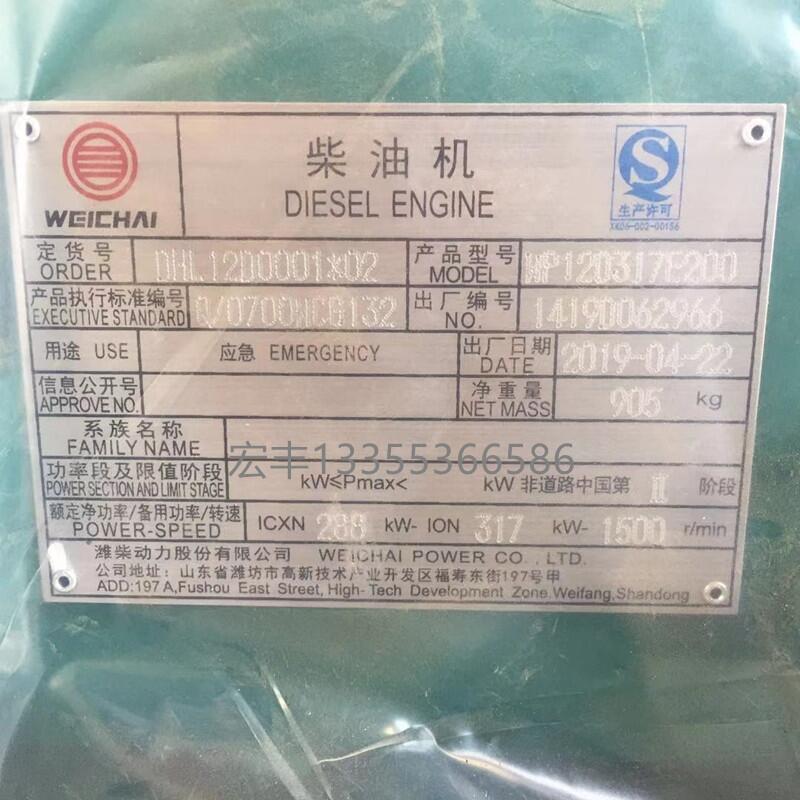 WEICHAI
柴油机
DIESEL ENGINE
生产许可
XK06-002-00156
定货号 DHL12D0001*02 产品型号 WP12D317E200
ORDER MODEL
产品执行标准编号 Q/0700WCG132 出厂编号 1419D062966
EXECUTIVE STANDARD NO.
用途 USE 应急 EMERGENCY 出厂日期 2019-04-22
DATE
信息公开号 净重量 905 kg
APPROVE NO. NET MASS
系族名称
FAMILY NAME
宏丰13355366586
功率段及限值阶段 kW≤Pmax< kW 非道路中国第 II 阶段
POWER SECTION AND LIMIT STAGE
额定净功率/备用功率/转速 ICXN 288 kW- ION 317 kW- 1500 r/min
POWER-SPEED
潍柴动力股份有限公司 WEICHAI POWER CO., LTD.
公司地址：山东省潍坊市高新技术产业开发区福寿东街197号甲
ADD:197 A,Fushou East Street, High-Tech Development Zone,Weifang,Shandong